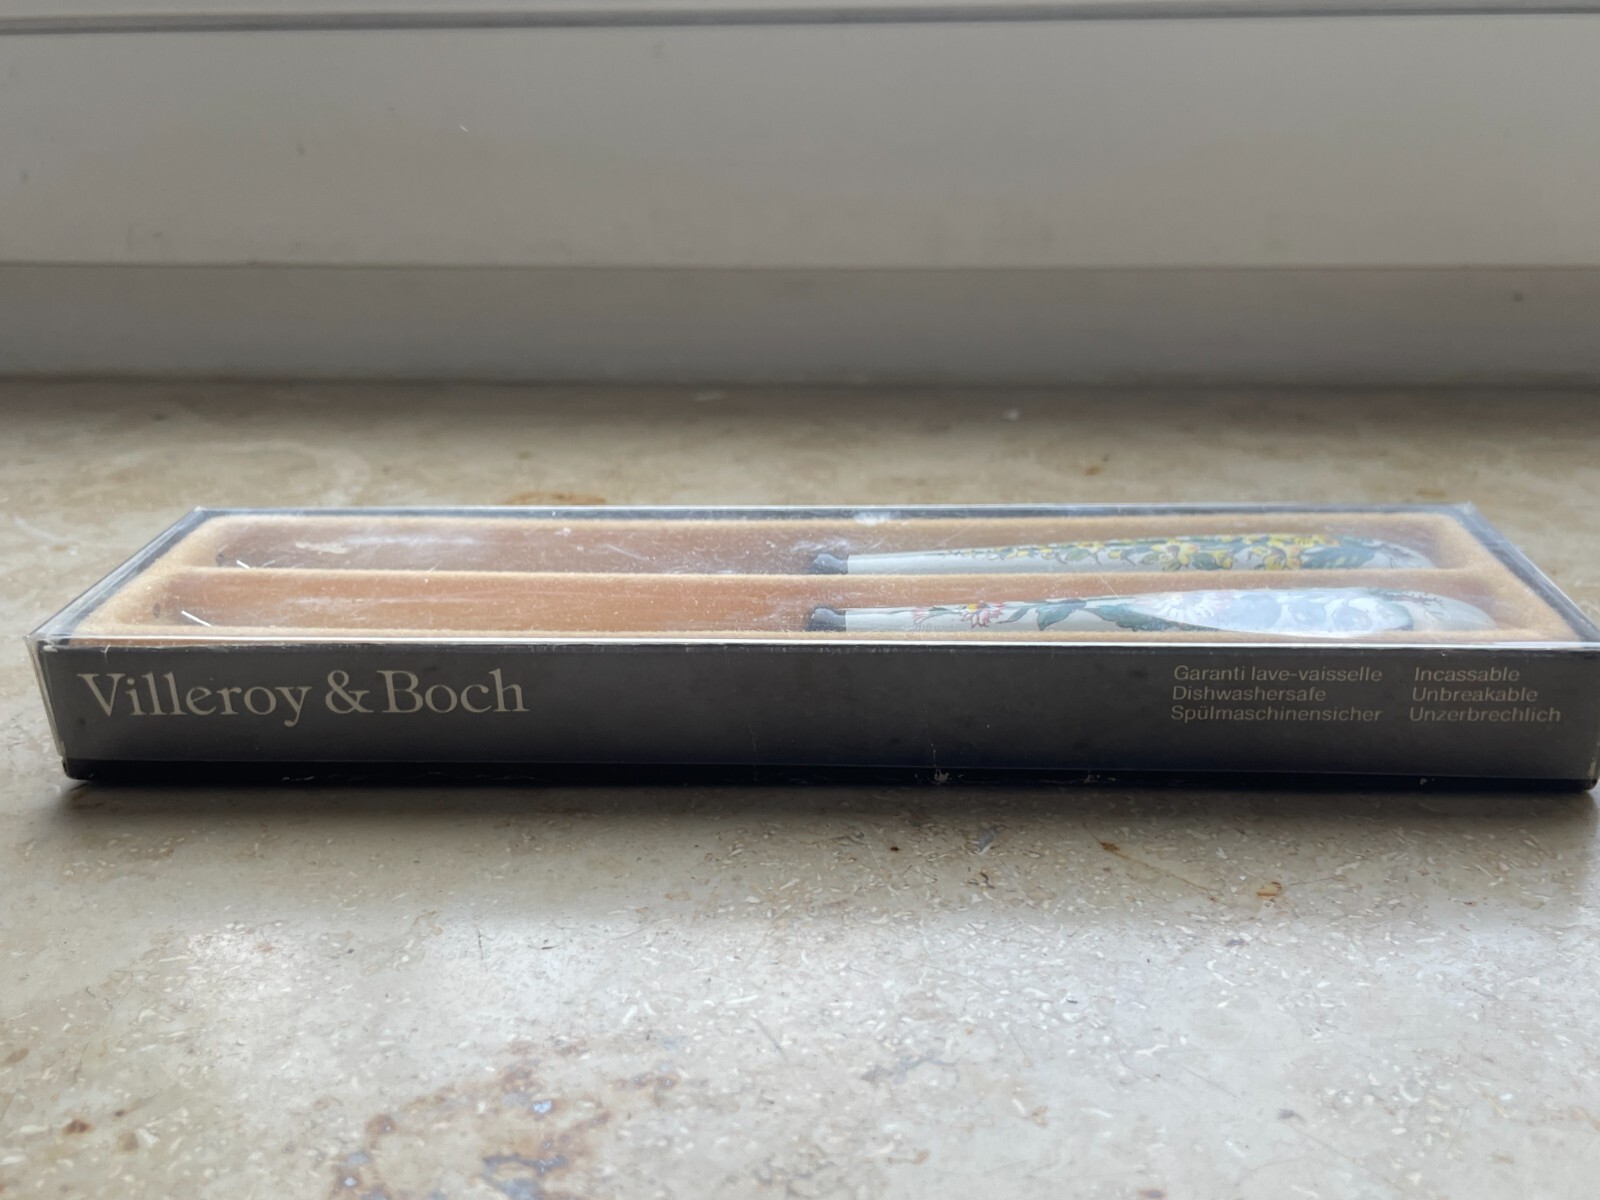 Villeroy & Boch
Garanti lave-vaisselle
Dishwashersafe
Spülmaschinensicher
Incassable
Unbreakable
Unzerbrechlich